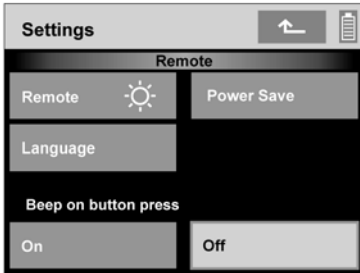 Settings
Remote
Remote
Power Save
Language
Beep on button press
On
Off